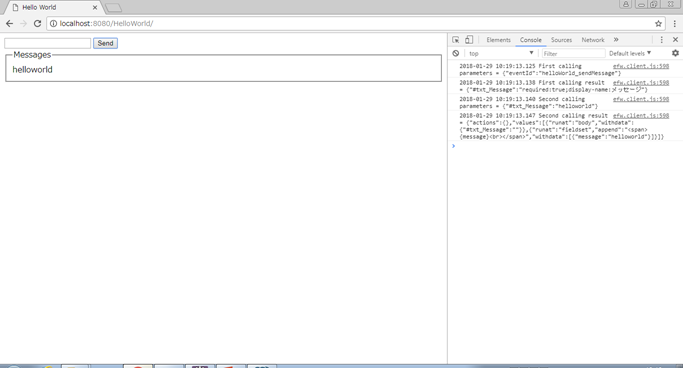 Hello World
localhost:8080/HelloWorld/
Send
Messages
helloworld
Elements Console Sources Network »
top Filter Default levels
2018-01-29 10:19:13.125 First calling efw.client.js:598
parameters = {"eventId":"helloWorld_sendMessage"}
2018-01-29 10:19:13.138 First calling result efw.client.js:598
= {"#txt_Message":"required:true;display-name:メッセージ"}
2018-01-29 10:19:13.140 Second calling efw.client.js:598
parameters = {"#txt_Message":"helloworld"}
2018-01-29 10:19:13.147 Second calling result efw.client.js:598
= {"actions":{},"values":[{"runat":"body","withdata":
{"#txt_Message":""}},{"runat":"fieldset","append":"<span>
{message}<br></span>","withdata":[{"message":"helloworld"}]}]}